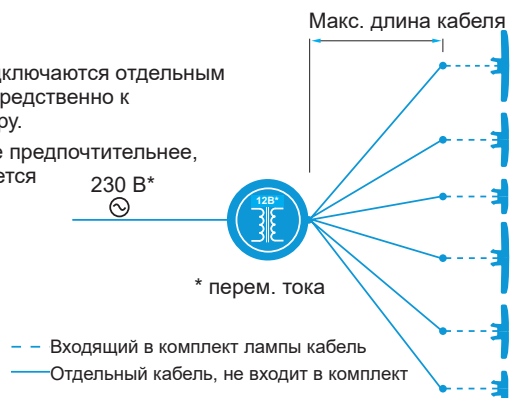 Макс. длина кабеля
дключаются отдельным
средственно к
ру.
е предпочтительнее,
ется
230 В*
12В*
* перем. тока
Входящий в комплект лампы кабель
Отдельный кабель, не входит в комплект